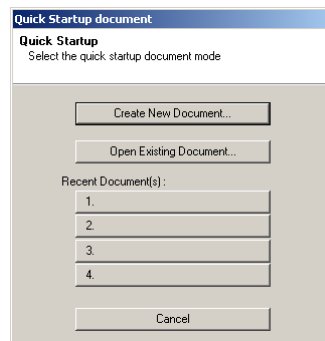 Quick Startup document
Quick Startup
Select the quick startup document mode
Create New Document...
Open Existing Document...
Recent Document(s) :
1.
2.
3.
4.
Cancel